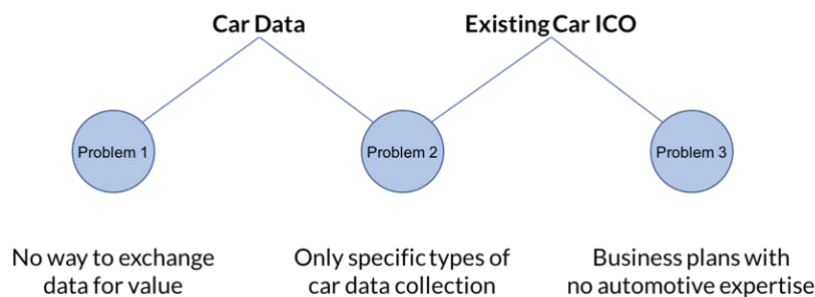 Car Data
Existing Car ICO
Problem 1
Problem 2
Problem 3
No way to exchange
data for value
Only specific types of
car data collection
Business plans with
no automotive expertise